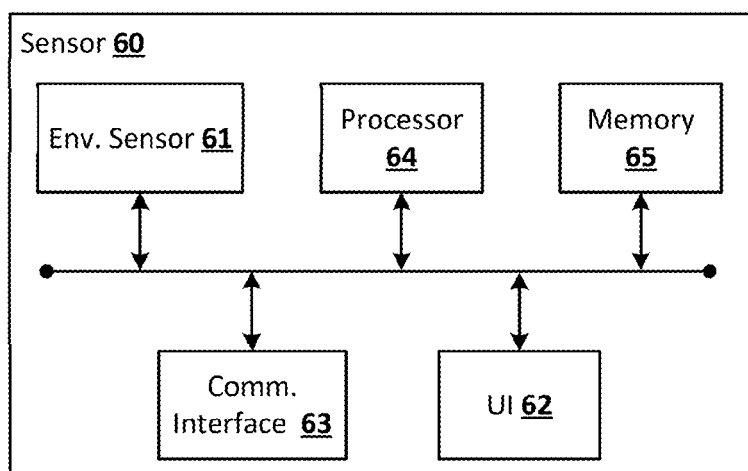 Sensor 60
Env. Sensor 61
Processor
64
Memory
65
Comm.
Interface 63
UI 62